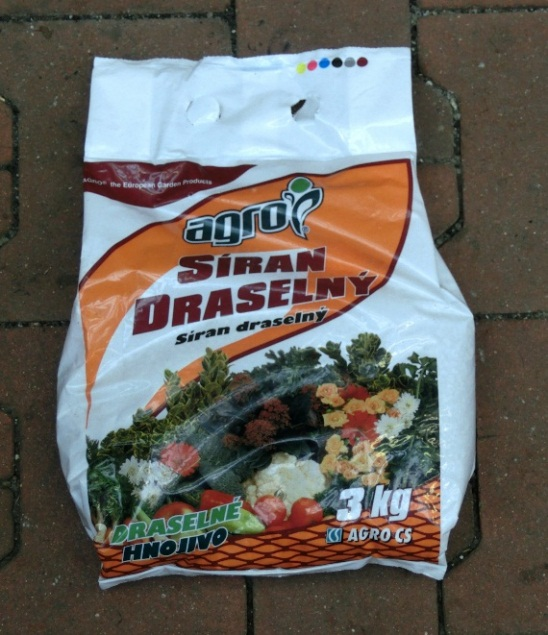 the European Garden Products
agro
SÍRAN
DRASELNÝ
Síran draselný
DRASELNÉ
HNOJIVO
3 kg
AGRO CS